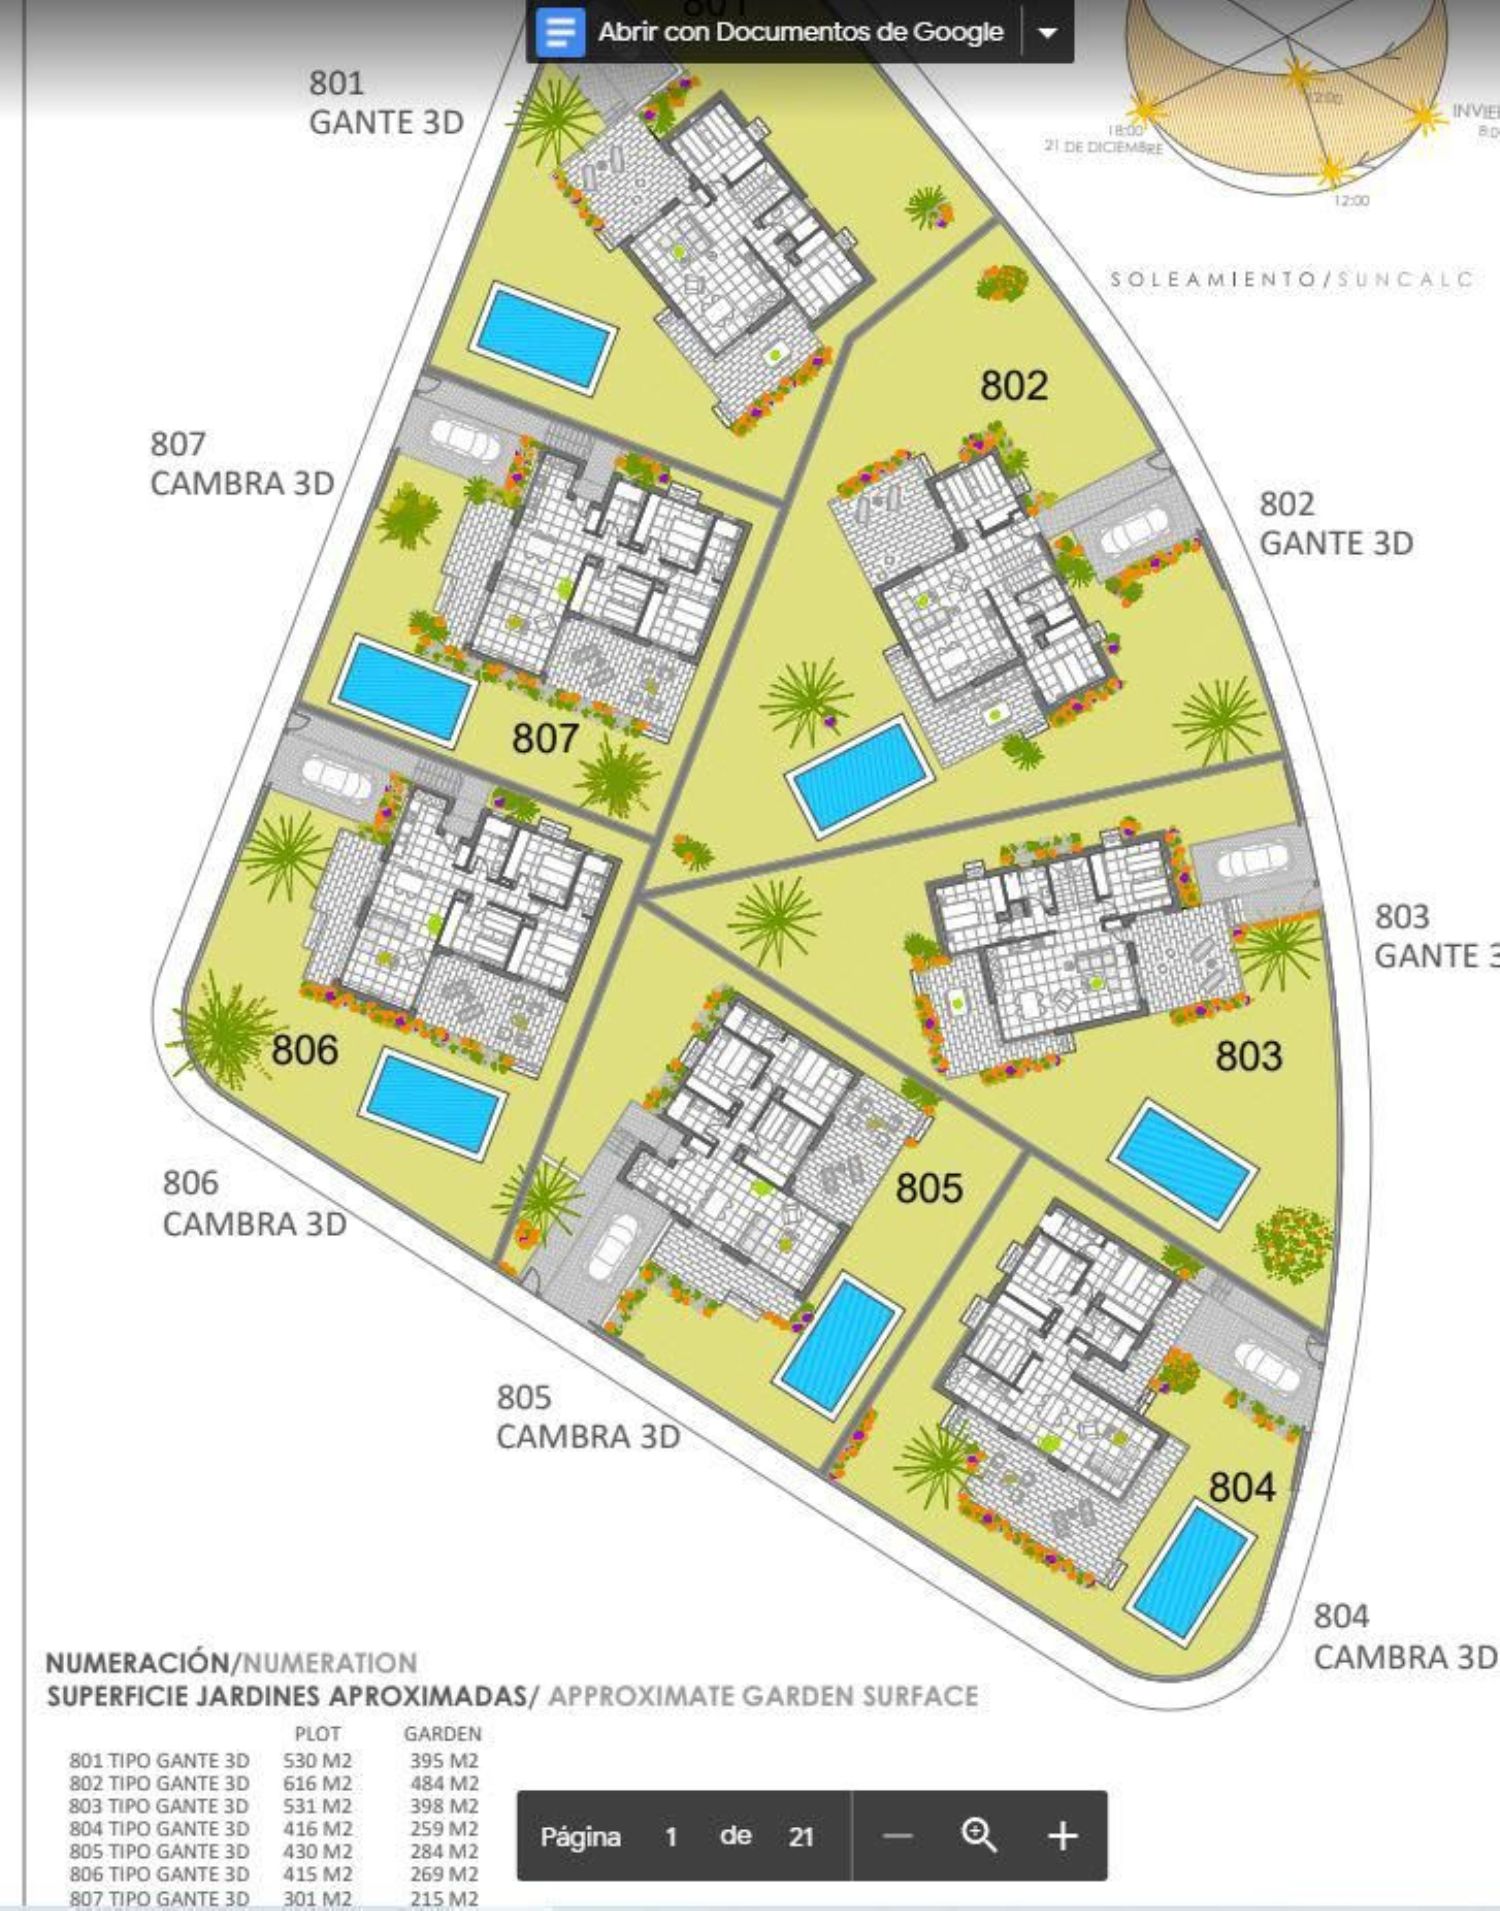 801
Abrir con Documentos de Google
801
GANTE 3D
12:00
18:00
21 DE DICIEMBRE
12:00
SOLEAMIENTO/SUNCALC
802
807
CAMBRA 3D
802
GANTE 3D
807
803
GANTE 3
806
803
805
806
CAMBRA 3D
805
CAMBRA 3D
804
804
CAMBRA 3D
NUMERACIÓN/NUMERATION
SUPERFICIE JARDINES APROXIMADAS/ APPROXIMATE GARDEN SURFACE
PLOT GARDEN
801 TIPO GANTE 3D 530 M2 395 M2
802 TIPO GANTE 3D 616 M2 484 M2
803 TIPO GANTE 3D 531 M2 398 M2
804 TIPO GANTE 3D 416 M2 259 M2
805 TIPO GANTE 3D 430 M2 284 M2
806 TIPO GANTE 3D 415 M2 269 M2
807 TIPO GANTE 3D 301 M2 215 M2
Página 1 de 21